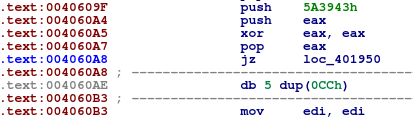 .text:0040609F push 5A3943h
.text:004060A4 push eax
.text:004060A5 xor eax, eax
.text:004060A7 pop eax
.text:004060A8 jz loc_401950
.text:004060A8 ; ---------------------------------
.text:004060AE db 5 dup(0CCh)
.text:004060B3 ; ---------------------------------
.text:004060B3 mov edi, edi